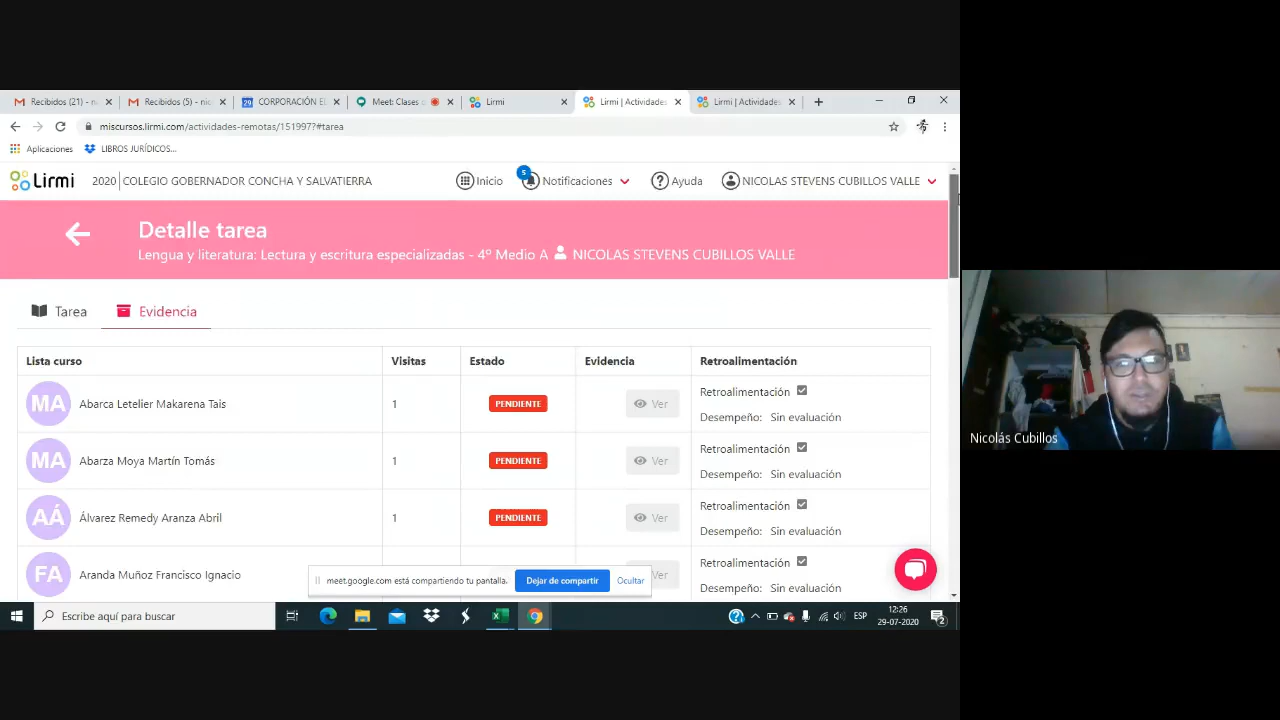 Recibidos (21) - n
Recibidos (5) - nic
CORPORACIÓN E
Meet: Clases
Lirmi
Lirmi | Actividades
Lirmi | Actividades
miscursos.lirmi.com/actividades-remotas/151997?#tarea
Aplicaciones
LIBROS JURÍDICOS...
Lirmi
2020 | COLEGIO GOBERNADOR CONCHA Y SALVATIERRA
Inicio
5
Notificaciones
Ayuda
NICOLAS STEVENS CUBILLOS VALLE
Detalle tarea
Lengua y literatura: Lectura y escritura especializadas - 4º Medio A NICOLAS STEVENS CUBILLOS VALLE
Tarea
Evidencia
Lista curso Visitas Estado Evidencia Retroalimentación
MA Abarca Letelier Makarena Tais 1 PENDIENTE Ver Retroalimentación
Desempeño: Sin evaluación
MA Abarza Moya Martín Tomás 1 PENDIENTE Ver Retroalimentación
Desempeño: Sin evaluación
AÁ Álvarez Remedy Aranza Abril 1 PENDIENTE Ver Retroalimentación
Desempeño: Sin evaluación
FA Aranda Muñoz Francisco Ignacio Ver Retroalimentación
Desempeño: Sin evaluación
meet.google.com está compartiendo tu pantalla.
Dejar de compartir
Ocultar
Escribe aquí para buscar
ESP
12:26
29-07-2020
2
Nicolás Cubillos